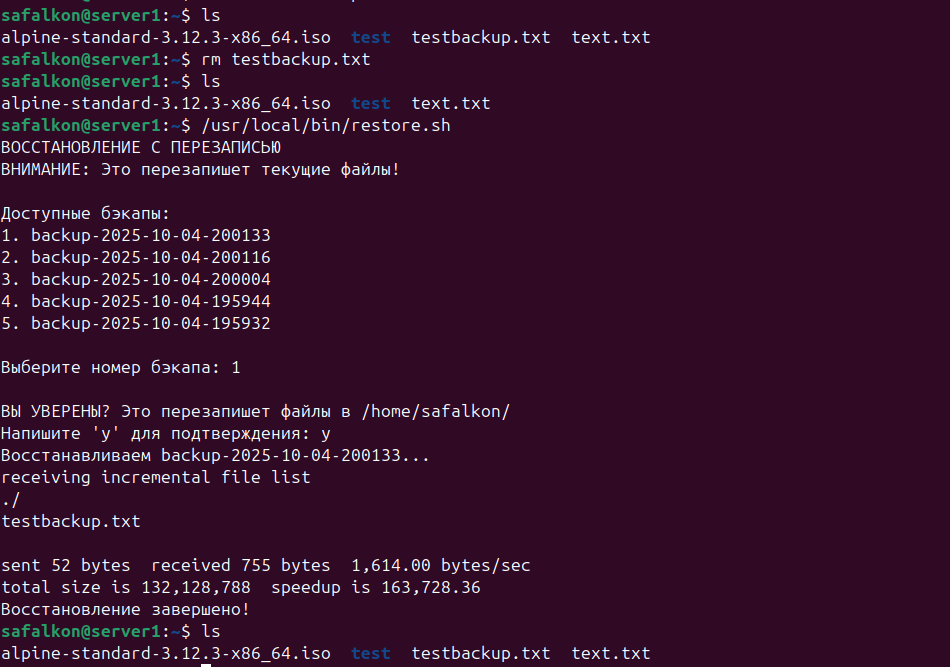 safalkon@server1:~$ ls
alpine-standard-3.12.3-x86_64.iso  test  testbackup.txt  text.txt
safalkon@server1:~$ rm testbackup.txt
safalkon@server1:~$ ls
alpine-standard-3.12.3-x86_64.iso  test  text.txt
safalkon@server1:~$ /usr/local/bin/restore.sh
ВОССТАНОВЛЕНИЕ С ПЕРЕЗАПИСЬЮ
ВНИМАНИЕ: Это перезапишет текущие файлы!
Доступные бэкапы:
1. backup-2025-10-04-200133
2. backup-2025-10-04-200116
3. backup-2025-10-04-200004
4. backup-2025-10-04-195944
5. backup-2025-10-04-195932
Выберите номер бэкапа: 1
ВЫ УВЕРЕНЫ? Это перезапишет файлы в /home/safalkon/
Напишите 'y' для подтверждения: y
Восстанавливаем backup-2025-10-04-200133...
receiving incremental file list
./
testbackup.txt
sent 52 bytes  received 755 bytes  1,614.00 bytes/sec
total size is 132,128,788  speedup is 163,728.36
Восстановление завершено!
safalkon@server1:~$ ls
alpine-standard-3.12.3-x86_64.iso  test  testbackup.txt  text.txt